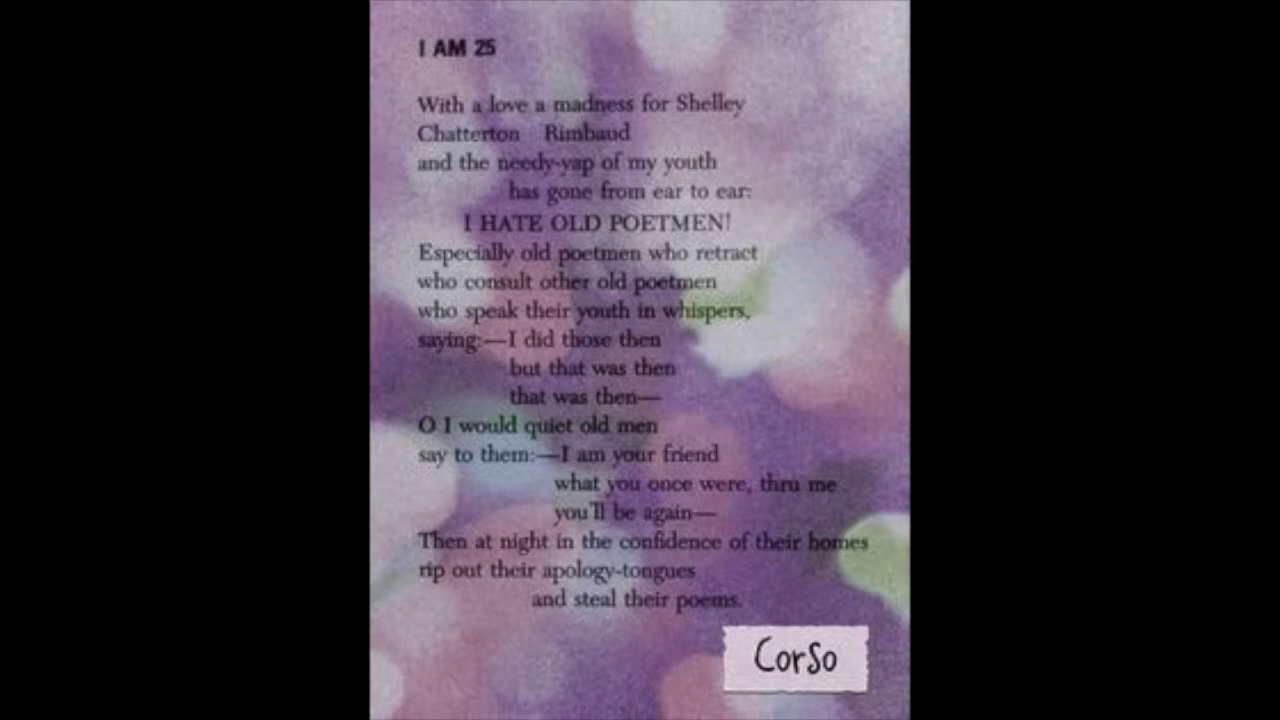 I AM 25
With a love a madness for Shelley
Chatterton Rimbaud
and the needy-yap of my youth
has gone from ear to ear:
I HATE OLD POETMEN!
Especially old poetmen who retract
who consult other old poetmen
who speak their youth in whispers,
saying:—I did those then
but that was then
that was then—
O I would quiet old men
say to them:—I am your friend
what you once were, thru me
you'll be again—
Then at night in the confidence of their homes
rip out their apology-tongues
and steal their poems.
Corso